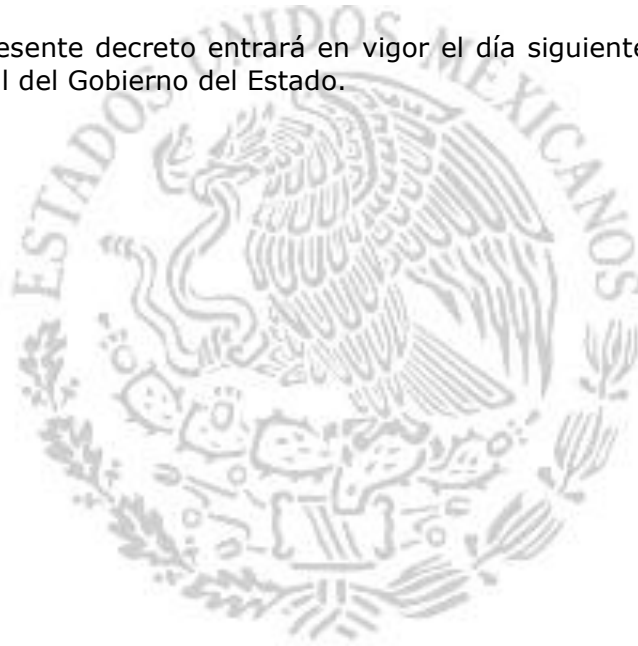 esente decreto entrará en vigor el día siguiente
l del Gobierno del Estado.
ESTADOS UNIDOS MEXICANOS